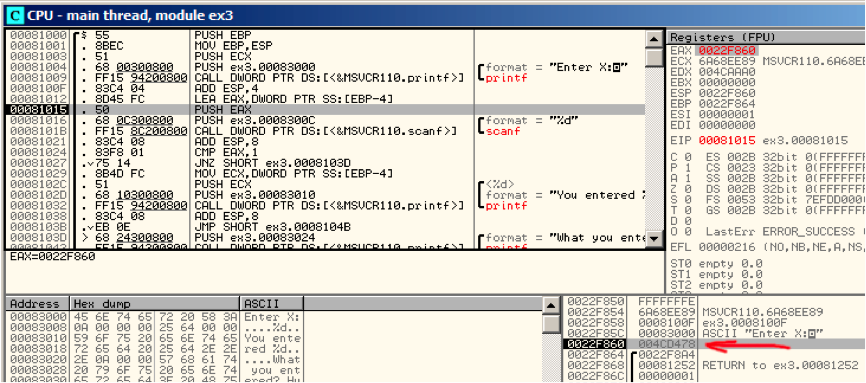 CPU - main thread, module ex3
00081000 $ 55 PUSH EBP
00081001 . 8BEC MOV EBP,ESP
00081003 . 51 PUSH ECX
00081004 . 68 00300800 PUSH ex3.00083000 format = "Enter X:
00081009 . FF15 94200800 CALL DWORD PTR DS:[<&MSVCR110.printf>] printf
0008100F . 83C4 04 ADD ESP,4
00081012 . 8D45 FC LEA EAX,DWORD PTR SS:[EBP-4]
00081015 . 50 PUSH EAX
00081016 . 68 0C300800 PUSH ex3.0008300C format = "%d"
0008101B . FF15 8C200800 CALL DWORD PTR DS:[<&MSVCR110.scanf>] scanf
00081021 . 83C4 08 ADD ESP,8
00081024 . 83F8 01 CMP EAX,1
00081027 .v75 14 JNZ SHORT ex3.0008103D
00081029 . 8B4D FC MOV ECX,DWORD PTR SS:[EBP-4]
0008102C . 51 PUSH ECX <%d>
0008102D . 68 10300800 PUSH ex3.00083010 format = "You entered
00081032 . FF15 94200800 CALL DWORD PTR DS:[<&MSVCR110.printf>] printf
00081038 . 83C4 08 ADD ESP,8
0008103B .vEB 0E JMP SHORT ex3.0008104B
0008103D > 68 24300800 PUSH ex3.00083024 format = "What you ente
EAX=0022F860
Registers (FPU)
EAX 0022F860
ECX 6A68EE89 MSVCR110.6A68EE
EDX 004CAAA0
EBX 00000000
ESP 0022F860
EBP 0022F864
ESI 00000001
EDI 00000000
EIP 00081015 ex3.00081015
C 0 ES 002B 32bit 0(FFFFFF
P 1 CS 0023 32bit 0(FFFFFF
A 1 SS 002B 32bit 0(FFFFFF
Z 0 DS 002B 32bit 0(FFFFFF
S 0 FS 0053 32bit 7EFDD000
T 0 GS 002B 32bit 0(FFFFFF
D 0
O 0 LastErr ERROR_SUCCESS
EFL 00000216 (NO,NB,NE,A,NS,
ST0 empty 0.0
ST1 empty 0.0
ST2 empty 0.0
Address Hex dump ASCII
00083000 45 6E 74 65 72 20 58 3A Enter X:
00083008 0A 00 00 00 25 64 00 00 ....%d..
00083010 59 6F 75 20 65 6E 74 65 You ente
00083018 72 65 64 20 25 64 2E 2E red %d..
00083020 2E 0A 00 00 57 68 61 74 ....What
00083028 20 79 6F 75 20 65 6E 74 you ent
00083030 65 72 65 64 3F 20 48 75 ered? Hu
0022F850 FFFFFFFE
0022F854 6A68EE89 MSVCR110.6A68EE89
0022F858 0008100F ex3.0008100F
0022F85C 00083000 ASCII "Enter X:
0022F860 004CD478
0022F864 0022F8A4
0022F868 00081252 RETURN to ex3.00081252
0022F86C 00000001